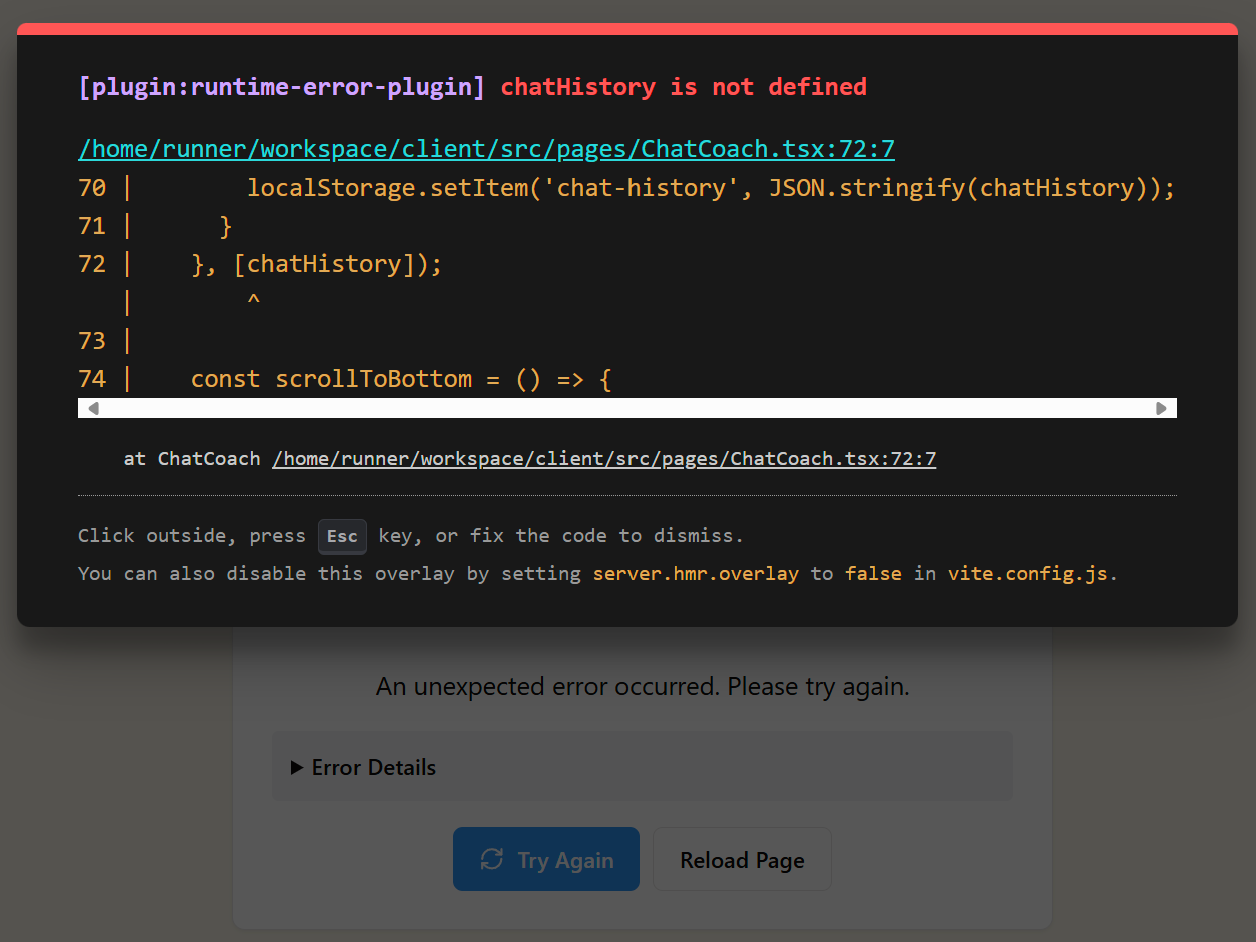 [plugin:runtime-error-plugin] chatHistory is not defined
/home/runner/workspace/client/src/pages/ChatCoach.tsx:72:7
70 |        localStorage.setItem('chat-history', JSON.stringify(chatHistory));
71 |      }
72 |    }, [chatHistory]);
   |        ^
73 |
74 |    const scrollToBottom = () => {
at ChatCoach /home/runner/workspace/client/src/pages/ChatCoach.tsx:72:7
Click outside, press Esc key, or fix the code to dismiss.
You can also disable this overlay by setting server.hmr.overlay to false in vite.config.js.
An unexpected error occurred. Please try again.
▶ Error Details
Try Again Reload Page